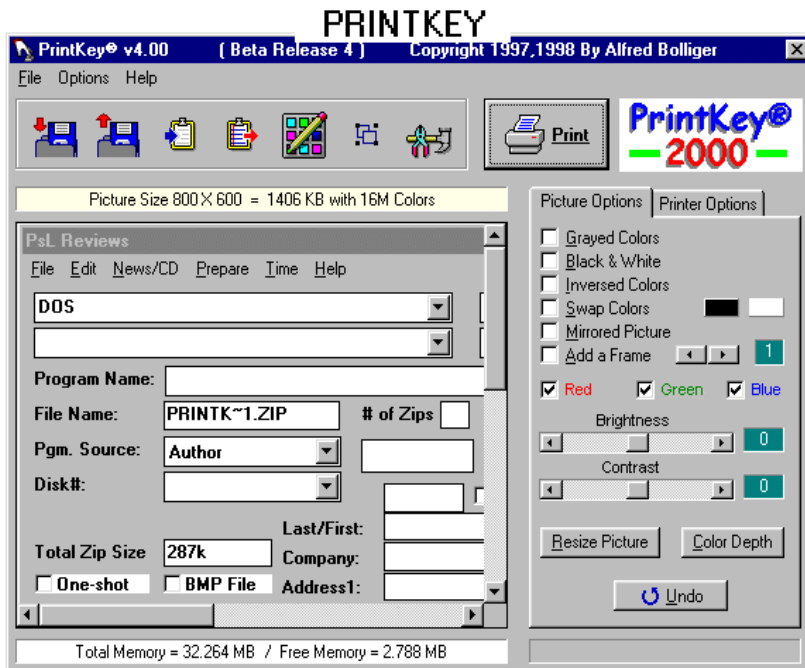 PRINTKEY
PrintKey® v4.00 ( Beta Release 4 ) Copyright 1997,1998 By Alfred Bolliger
File Options Help
Print
PrintKey®
2000
Picture Size 800 X 600 = 1406 KB with 16M Colors
PsL Reviews
File Edit News/CD Prepare Time Help
DOS
Program Name:
File Name: PRINTK~1.ZIP # of Zips
Pgm. Source: Author
Disk#:
Last/First:
Total Zip Size 287k Company:
One-shot BMP File Address1:
Picture Options Printer Options
Grayed Colors
Black & White
Inversed Colors
Swap Colors
Mirrored Picture
Add a Frame 1
Red Green Blue
Brightness
0
Contrast
0
Resize Picture Color Depth
Undo
Total Memory = 32.264 MB / Free Memory = 2.788 MB